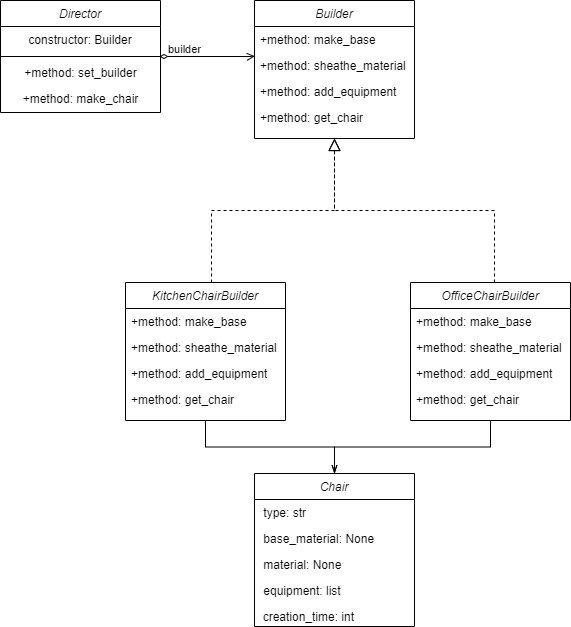 Director
constructor: Builder
+method: set_builder
+method: make_chair
builder
Builder
+method: make_base
+method: sheathe_material
+method: add_equipment
+method: get_chair
KitchenChairBuilder
+method: make_base
+method: sheathe_material
+method: add_equipment
+method: get_chair
OfficeChairBuilder
+method: make_base
+method: sheathe_material
+method: add_equipment
+method: get_chair
Chair
type: str
base_material: None
material: None
equipment: list
creation_time: int